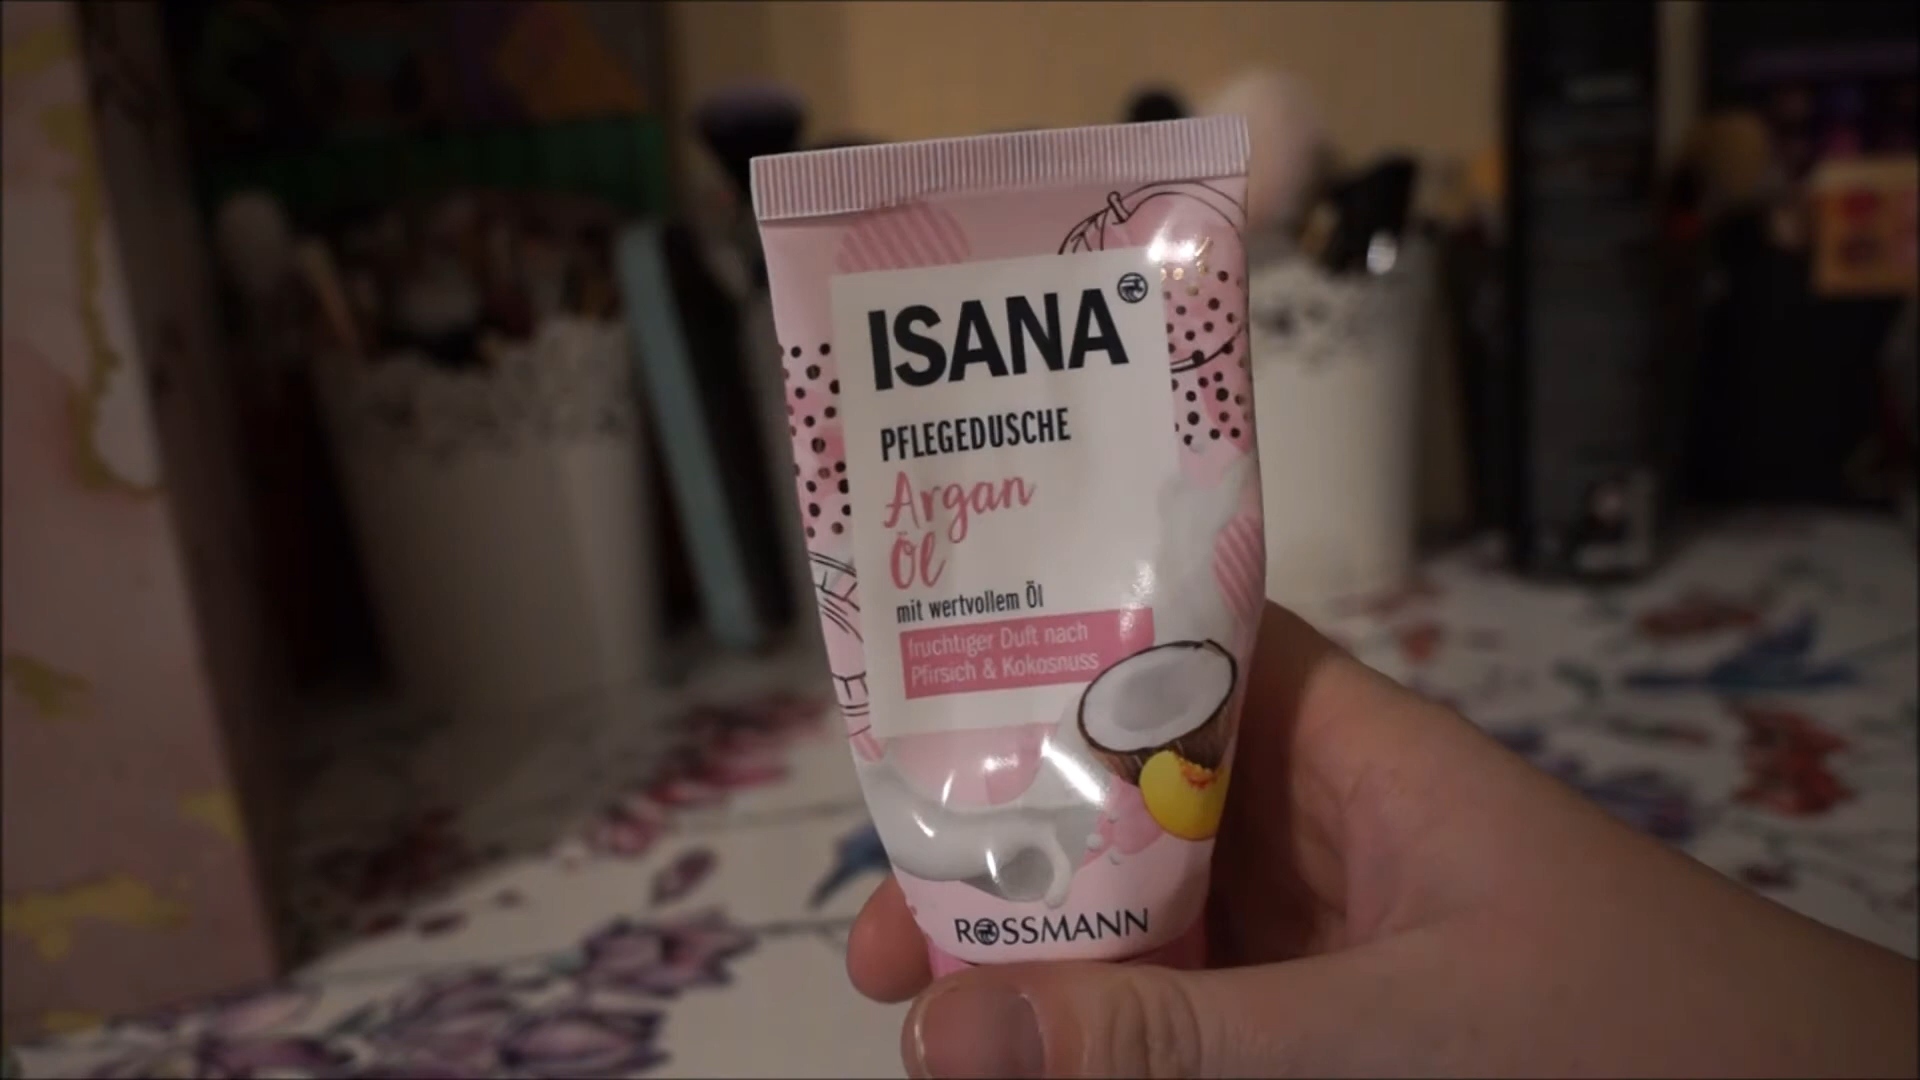 ISANA
PFLEGEDUSCHE
Argan
Öl
mit wertvollem Öl
fruchtiger Duft nach
Pfirsich & Kokosnuss
ROSSMANN